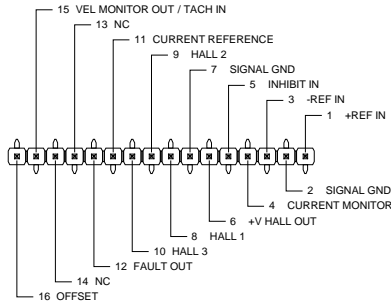 15 VEL MONITOR OUT / TACH IN
13 NC
11 CURRENT REFERENCE
9 HALL 2
7 SIGNAL GND
5 INHIBIT IN
3 -REF IN
1 +REF IN
2 SIGNAL GND
4 CURRENT MONITOR
6 +V HALL OUT
8 HALL 1
10 HALL 3
12 FAULT OUT
14 NC
16 OFFSET